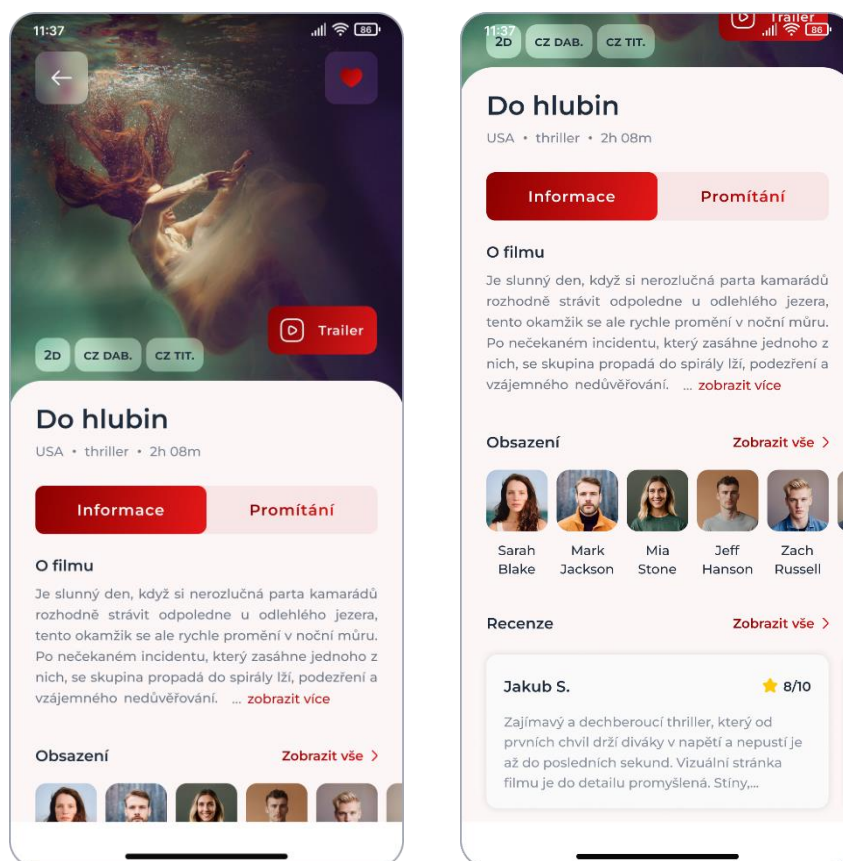 11:37
86
Trailer
2D CZ DAB. CZ TIT.
Do hlubin
USA • thriller • 2h 08m
Informace Promítání
O filmu
Je slunný den, když si nerozlučná parta kamarádů
rozhodně strávit odpoledne u odlehlého jezera,
tento okamžik se ale rychle promění v noční můru.
Po nečekaném incidentu, který zasáhne jednoho z
nich, se skupina propadá do spirály lží, podezření a
vzájemného nedůvěřování. ... zobrazit více
Obsazení Zobrazit vše >
11:37
Trailer
86
2D CZ DAB. CZ TIT.
Do hlubin
USA • thriller • 2h 08m
Informace Promítání
O filmu
Je slunný den, když si nerozlučná parta kamarádů
rozhodně strávit odpoledne u odlehlého jezera,
tento okamžik se ale rychle promění v noční můru.
Po nečekaném incidentu, který zasáhne jednoho z
nich, se skupina propadá do spirály lží, podezření a
vzájemného nedůvěřování. ... zobrazit více
Obsazení Zobrazit vše >
Sarah Mark Mia Jeff Zach
Blake Jackson Stone Hanson Russell
Recenze Zobrazit vše >
Jakub S. 8/10
Zajímavý a dechberoucí thriller, který od
prvních chvil drží diváky v napětí a nepustí je
až do posledních sekund. Vizuální stránka
filmu je do detailu promyšlená. Stíny,...